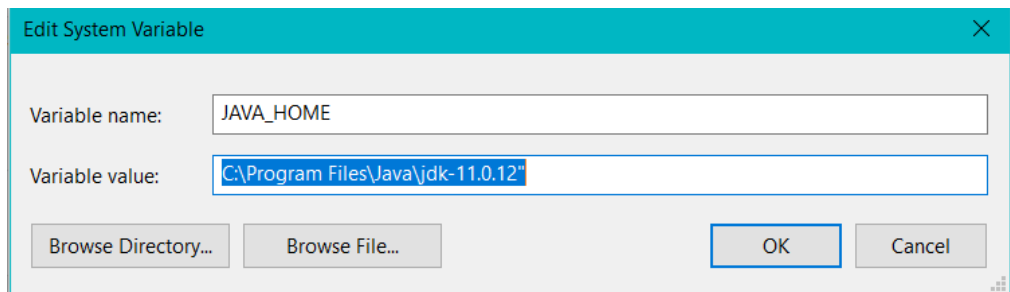 Edit System Variable
Variable name: JAVA_HOME
Variable value: C:\Program Files\Java\jdk-11.0.12"
Browse Directory... Browse File... OK Cancel